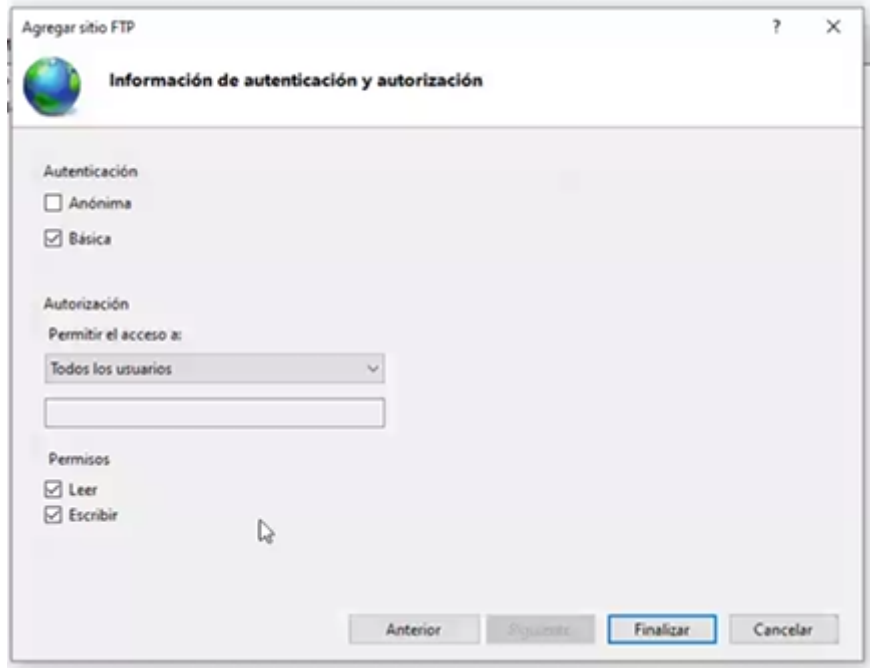 Agregar sitio FTP
?
Información de autenticación y autorización
Autenticación
Anónima
Básica
Autorización
Permitir el acceso a:
Todos los usuarios
Permisos
Leer
Escribir
Anterior
Siguiente
Finalizar
Cancelar